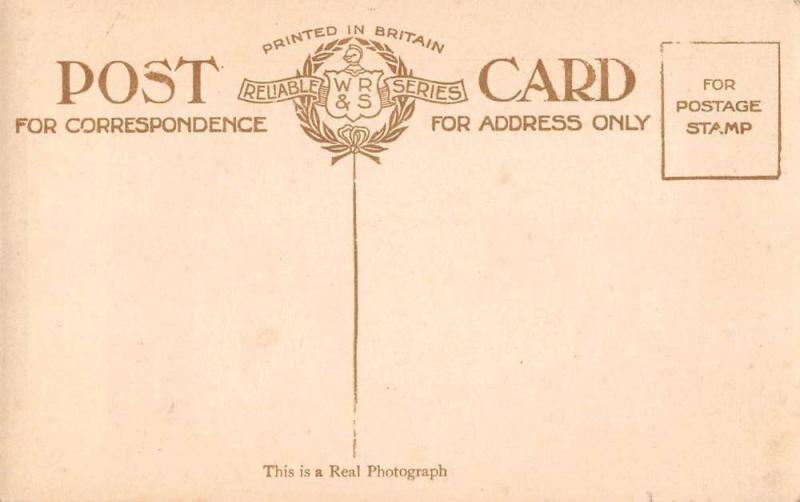 PRINTED IN BRITAIN
POST CARD
RELIABLE WR & S SERIES
FOR CORRESPONDENCE
FOR ADDRESS ONLY
FOR
POSTAGE
STAMP
This is a Real Photograph